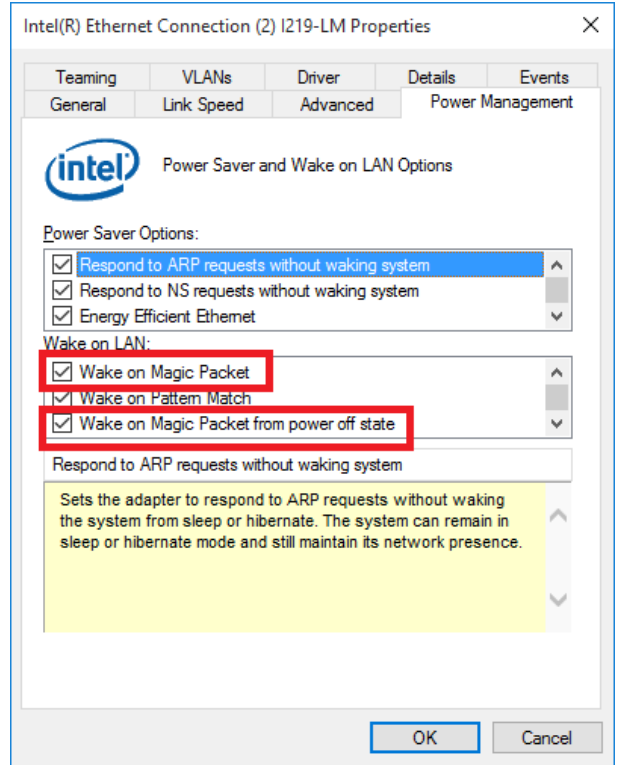 Intel(R) Ethernet Connection (2) I219-LM Properties
Teaming VLANs Driver Details Events
General Link Speed Advanced Power Management
intel
Power Saver and Wake on LAN Options
Power Saver Options:
Respond to ARP requests without waking system
Respond to NS requests without waking system
Energy Efficient Ethernet
Wake on LAN:
Wake on Magic Packet
Wake on Pattern Match
Wake on Magic Packet from power off state
Respond to ARP requests without waking system
Sets the adapter to respond to ARP requests without waking
the system from sleep or hibernate. The system can remain in
sleep or hibernate mode and still maintain its network presence.
OK Cancel